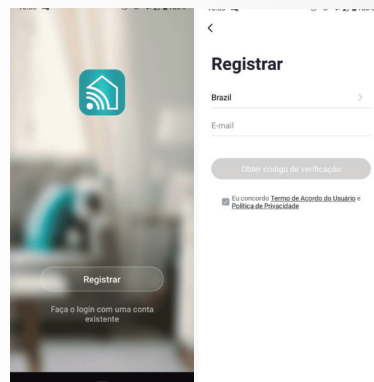 Registrar
Faça o login com uma conta
existente
Registrar
Brazil
E-mail
Obter código de verificação
Eu concordo Termo de Acordo do Usuário e
Política de Privacidade